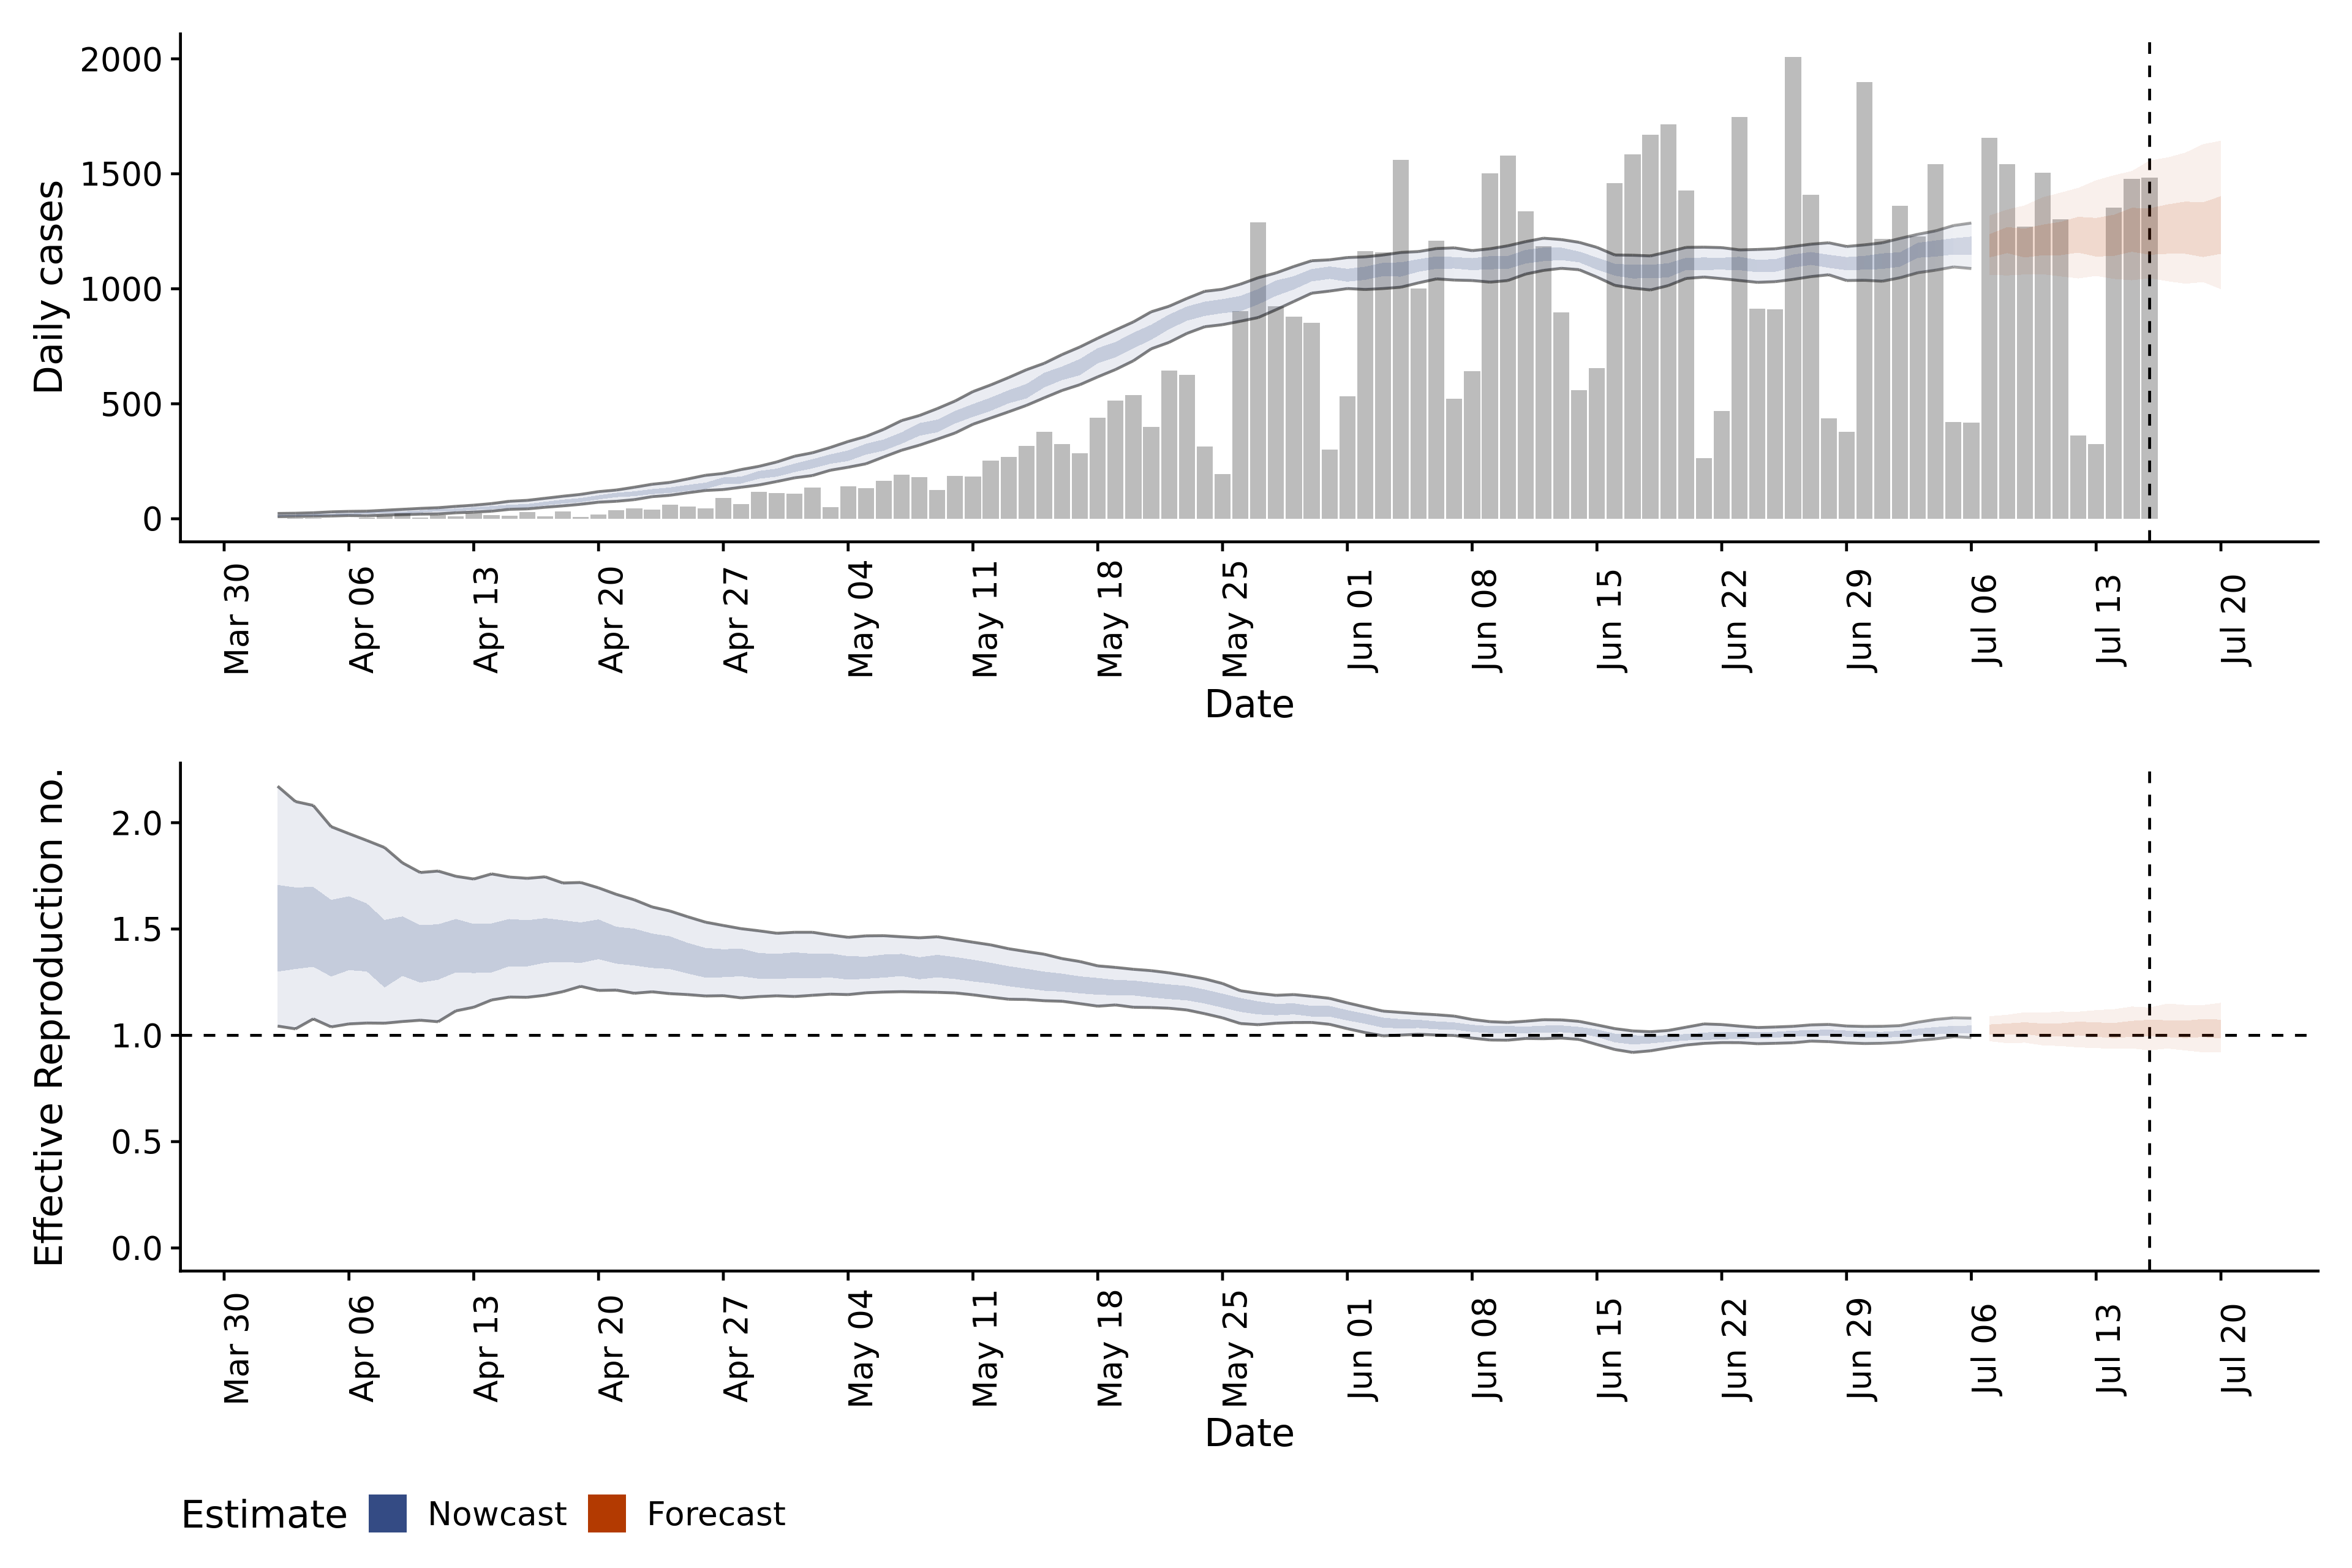 Daily cases
2000
1500
1000
500
0
Mar 30
Apr 06
Apr 13
Apr 20
Apr 27
May 04
May 11
May 18
May 25
Jun 01
Jun 08
Jun 15
Jun 22
Jun 29
Jul 06
Jul 13
Jul 20
Date
Effective Reproduction no.
2.0
1.5
1.0
0.5
0.0
Mar 30
Apr 06
Apr 13
Apr 20
Apr 27
May 04
May 11
May 18
May 25
Jun 01
Jun 08
Jun 15
Jun 22
Jun 29
Jul 06
Jul 13
Jul 20
Date
Estimate Nowcast Forecast